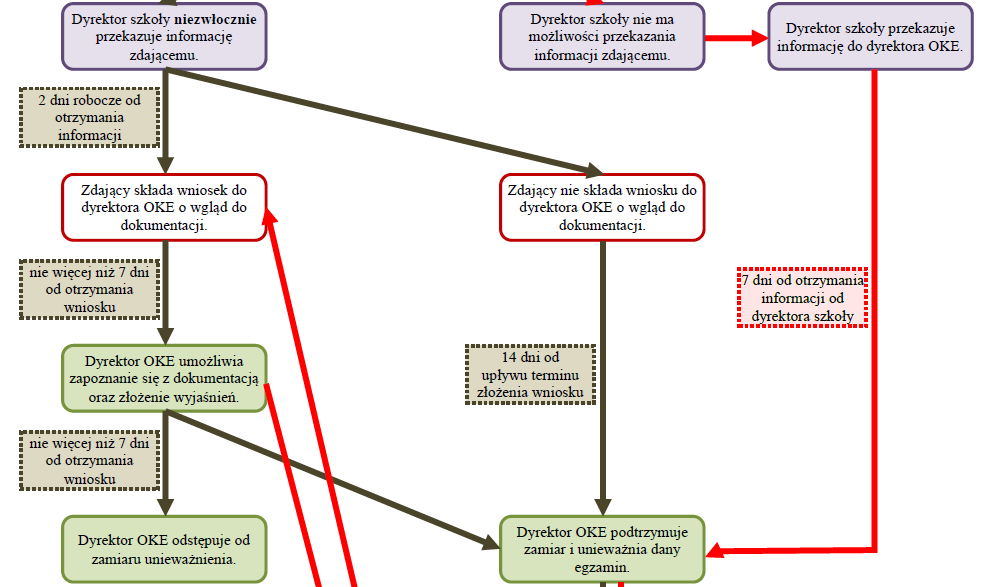 Dyrektor szkoły niezwłocznie
przekazuje informację
zdającemu.
Dyrektor szkoły nie ma
możliwości przekazania
informacji zdającemu.
Dyrektor szkoły przekazuje
informację do dyrektora OKE.
2 dni robocze od
otrzymania
informacji
Zdający składa wniosek do
dyrektora OKE o wgląd do
dokumentacji.
Zdający nie składa wniosku do
dyrektora OKE o wgląd do
dokumentacji.
nie więcej niż 7 dni
od otrzymania
wniosku
7 dni od otrzymania
informacji od
dyrektora szkoły
Dyrektor OKE umożliwia
zapoznanie się z dokumentacją
oraz złożenie wyjaśnień.
14 dni od
upływu terminu
złożenia wniosku
nie więcej niż 7 dni
od otrzymania
wniosku
Dyrektor OKE odstępuje od
zamiaru unieważnienia.
Dyrektor OKE podtrzymuje
zamiar i unieważnia dany
egzamin.